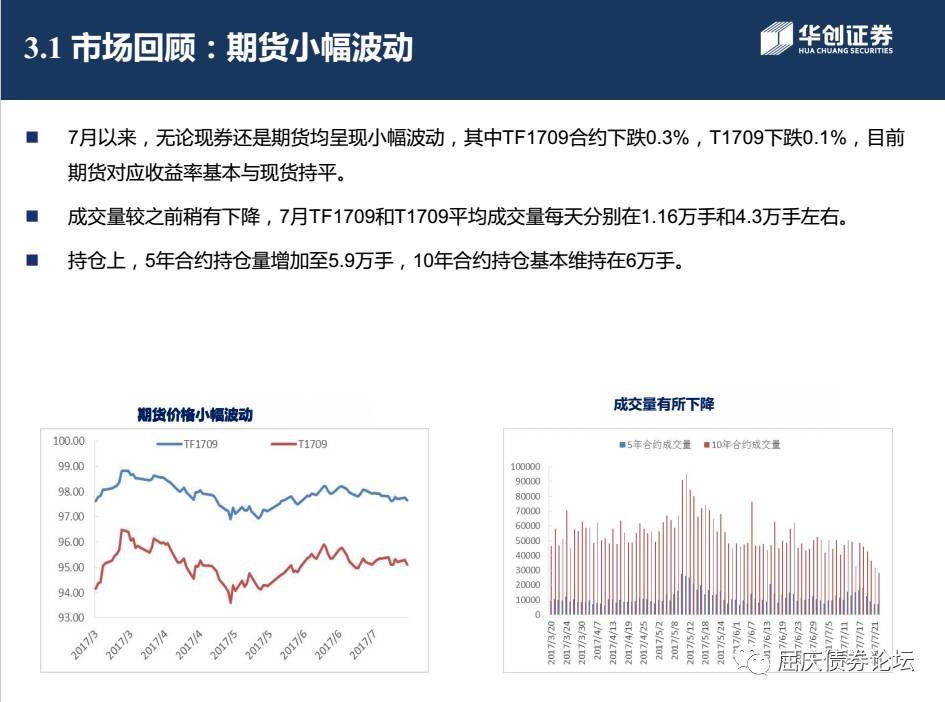 3.1 市场回顾：期货小幅波动
华创证券
HUA CHUANG SECURITIES
7月以来，无论现券还是期货均呈现小幅波动，其中TF1709合约下跌0.3%，T1709下跌0.1%，目前
期货对应收益率基本与现货持平。
成交量较之前稍有下降，7月TF1709和T1709平均成交量每天分别在1.16万手和4.3万手左右。
持仓上，5年合约持仓量增加至5.9万手，10年合约持仓基本维持在6万手。
期货价格小幅波动
TF1709 T1709
100.00
99.00
98.00
97.00
96.00
95.00
94.00
93.00
2017/3 2017/3 2017/4 2017/4 2017/5 2017/5 2017/6 2017/6 2017/7
成交量有所下降
5年合约成交量 10年合约成交量
100000
90000
80000
70000
60000
50000
40000
30000
20000
10000
0
2017/3/20 2017/3/24 2017/3/30 2017/4/7 2017/4/13 2017/4/19 2017/4/25 2017/5/2 2017/5/8 2017/5/12 2017/5/18 2017/5/24 2017/6/1 2017/6/7 2017/6/13 2017/6/19 2017/6/23 2017/6/29 2017/7/5 2017/7/11 2017/7/17 2017/7/21
屈庆债券论坛